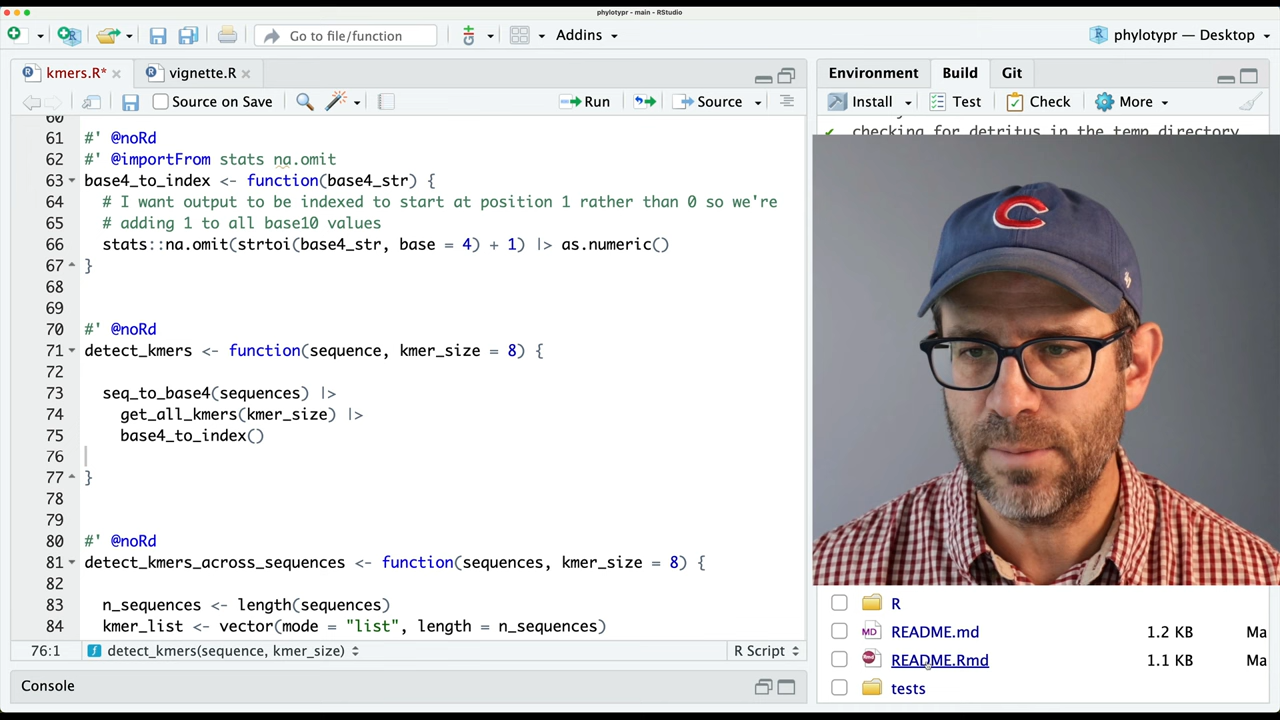 phylotypr - main - RStudio
Go to file/function
Addins
phylotypr — Desktop
kmers.R*
vignette.R
Environment
Build
Git
Source on Save
Run
Source
Install
Test
Check
More
checking for detritus in the temp directory
60
61 #' @noRd
62 #' @importFrom stats na.omit
63 base4_to_index <- function(base4_str) {
64 # I want output to be indexed to start at position 1 rather than 0 so we're
65 # adding 1 to all base10 values
66 stats::na.omit(strtoi(base4_str, base = 4) + 1) |> as.numeric()
67 }
68
69
70 #' @noRd
71 detect_kmers <- function(sequence, kmer_size = 8) {
72
73 seq_to_base4(sequences) |>
74 get_all_kmers(kmer_size) |>
75 base4_to_index()
76
77 }
78
79
80 #' @noRd
81 detect_kmers_across_sequences <- function(sequences, kmer_size = 8) {
82
83 n_sequences <- length(sequences)
84 kmer_list <- vector(mode = "list", length = n_sequences)
76:1
detect_kmers(sequence, kmer_size)
R Script
Console
C
R
README.md 1.2 KB Ma
README.Rmd 1.1 KB Ma
tests